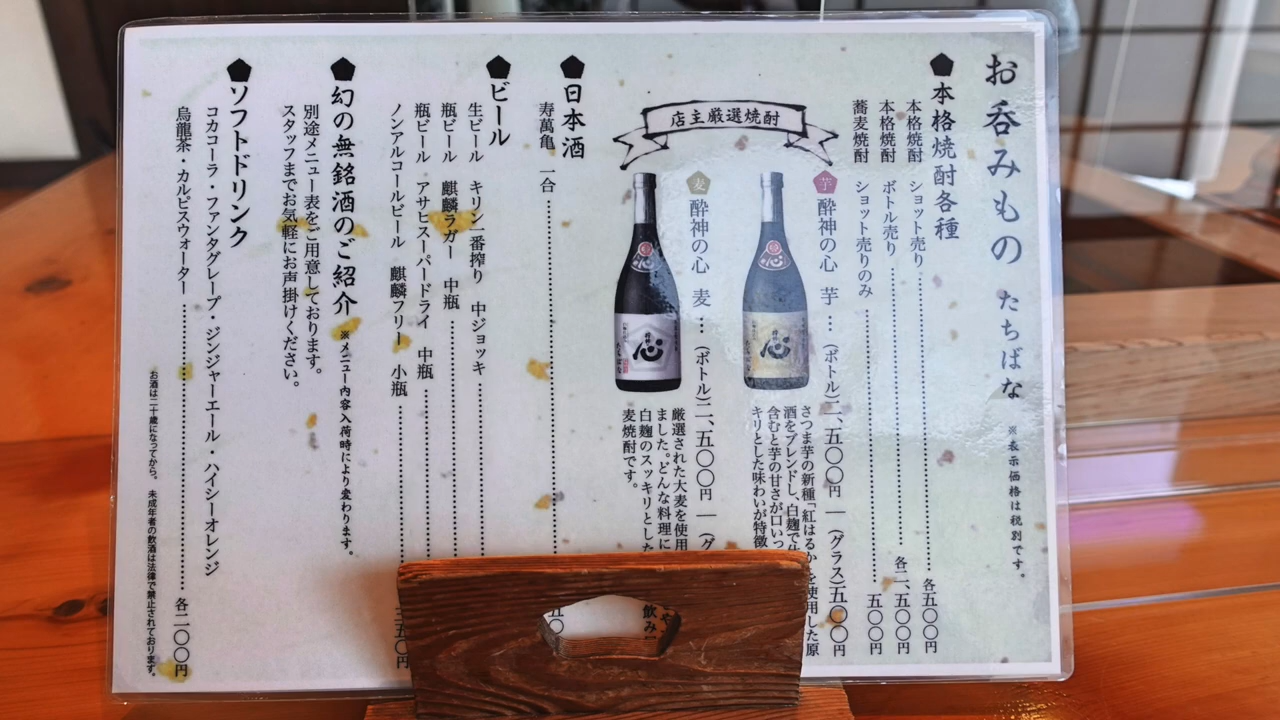 お呑みもの たちばな ※表示価格は税別です。
本格焼酎各種
本格焼酎 ショット売り 各五〇〇円
本格焼酎 ボトル売り 各二、五〇〇円
蕎麦焼酎 ショット売りのみ 五〇〇円
店主厳選焼酎
芋 酔神の心 芋…(ボトル)二、五〇〇円 ―(グラス)五〇〇円
さつま芋の新種「紅はるか」を使用した原
酒をブレンドし、白麹で
含むと芋の甘さが口いっ
キリとした味わいが特徴
麦 酔神の心 麦…(ボトル)二、五〇〇円 ―(グ
厳選された大麦を使用
ました。どんな料理に
白麹のスッキリとした 飲み
麦焼酎です。
心
心
日本酒
寿萬亀 一合
ビール
生ビール キリン一番搾り 中ジョッキ
瓶ビール 麒麟ラガー 中瓶
瓶ビール アサヒスーパードライ 中瓶
ノンアルコールビール 麒麟フリー 小瓶 三五〇円
幻の無銘酒のご紹介 ※メニュー内容入荷時により変わります。
別途メニュー表をご用意しております。
スタッフまでお気軽にお声掛けください。
ソフトドリンク
コカコーラ・ファンタグレープ・ジンジャーエール・ハイシーオレンジ
烏龍茶・カルピスウォーター 各二〇〇円
お酒は二十歳になってから。 未成年者の飲酒は法律で禁止されております。